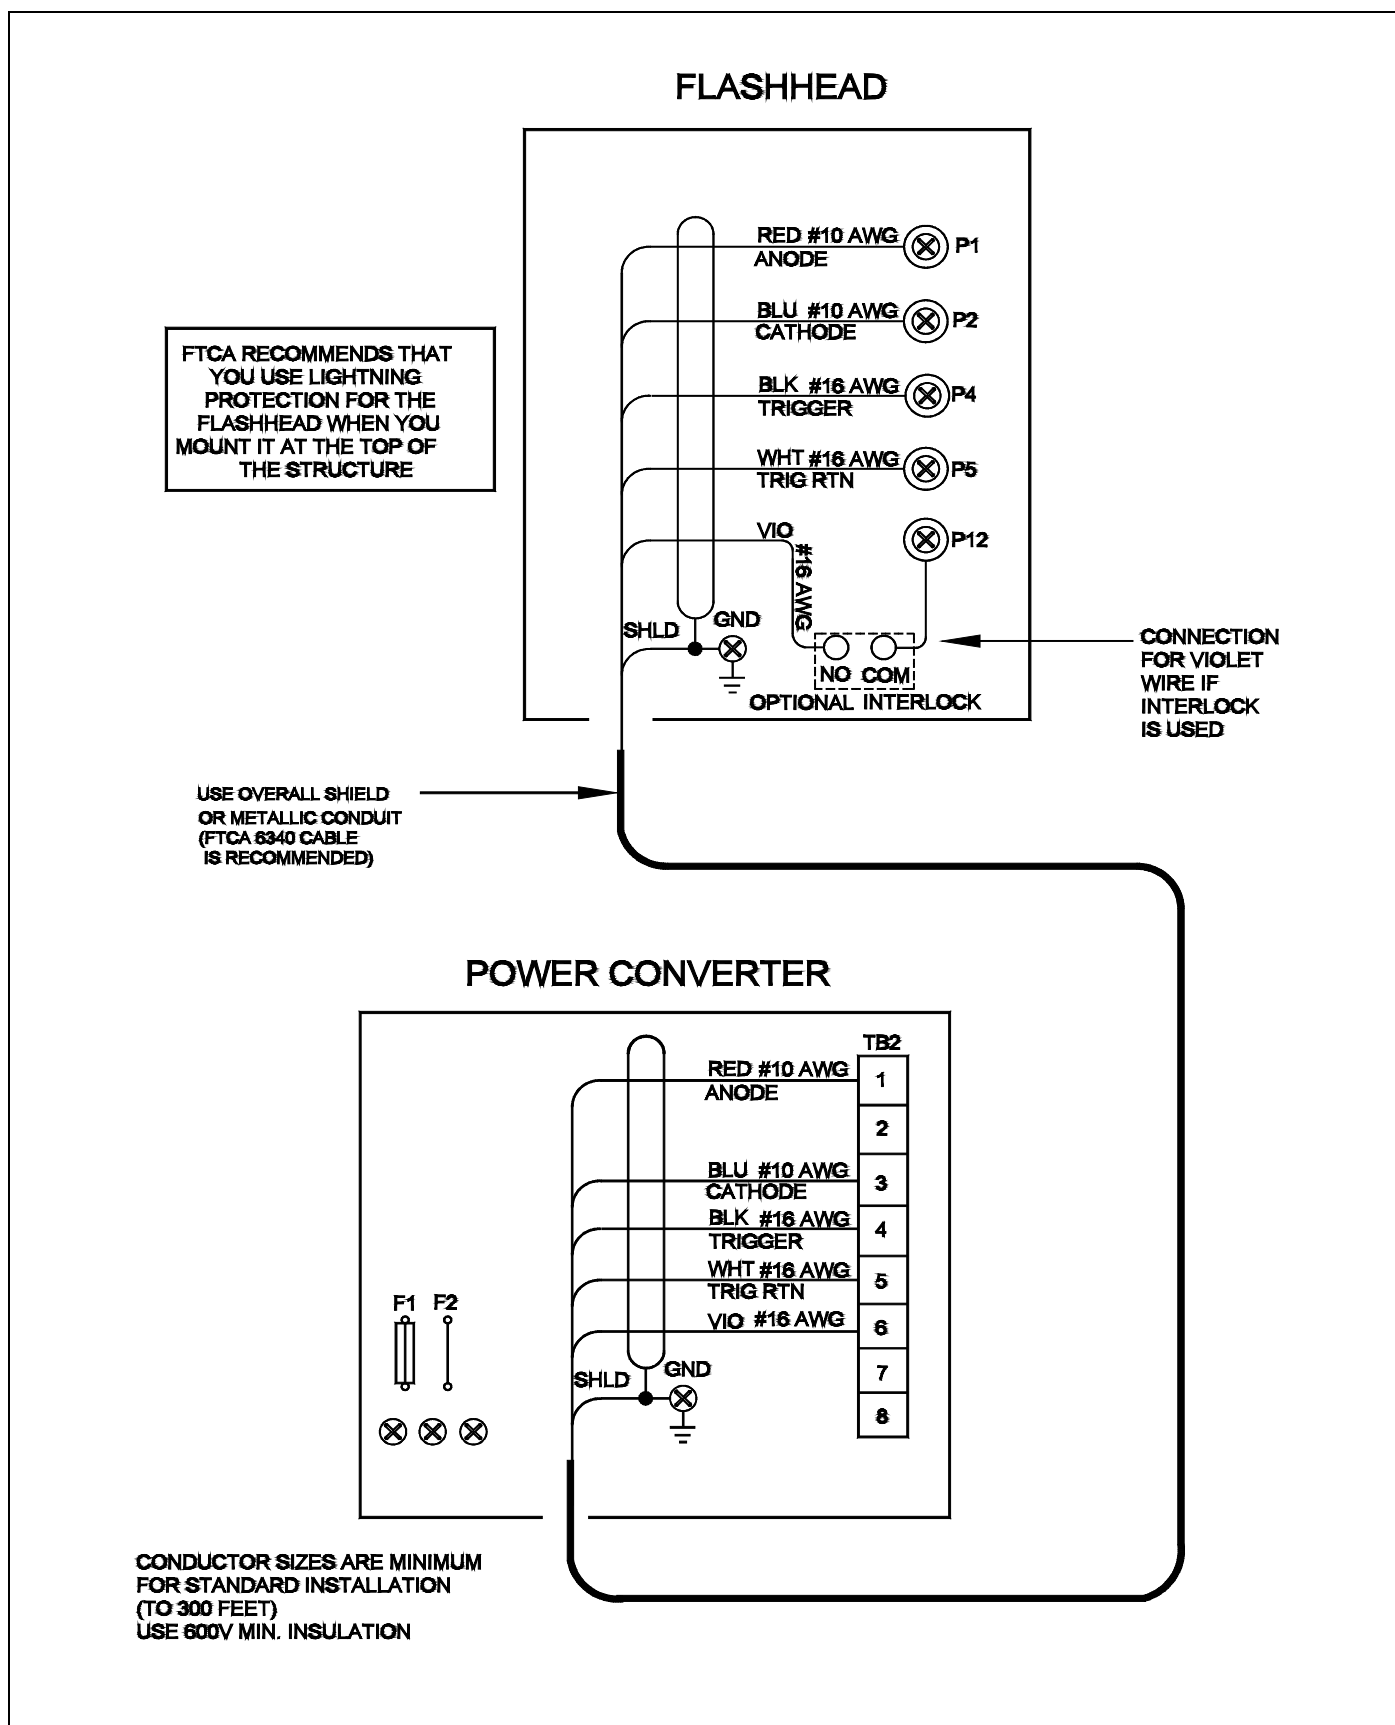 FLASHHEAD
RED #10 AWG
ANODE
P1
BLU #10 AWG
CATHODE
P2
BLK #16 AWG
TRIGGER
P4
WHT #16 AWG
TRIG RTN
P5
VIO
#16 AWG
P12
SHLD
GND
NO COM
OPTIONAL INTERLOCK
FTCA RECOMMENDS THAT
YOU USE LIGHTNING
PROTECTION FOR THE
FLASHHEAD WHEN YOU
MOUNT IT AT THE TOP OF
THE STRUCTURE
CONNECTION
FOR VIOLET
WIRE IF
INTERLOCK
IS USED
USE OVERALL SHIELD
OR METALLIC CONDUIT
(FTCA 6340 CABLE
IS RECOMMENDED)
POWER CONVERTER
TB2
RED #10 AWG
ANODE
1
2
BLU #10 AWG
CATHODE
3
BLK #16 AWG
TRIGGER
4
WHT #16 AWG
TRIG RTN
5
VIO #16 AWG
6
7
8
F1 F2
SHLD
GND
CONDUCTOR SIZES ARE MINIMUM
FOR STANDARD INSTALLATION
(TO 300 FEET)
USE 600V MIN. INSULATION